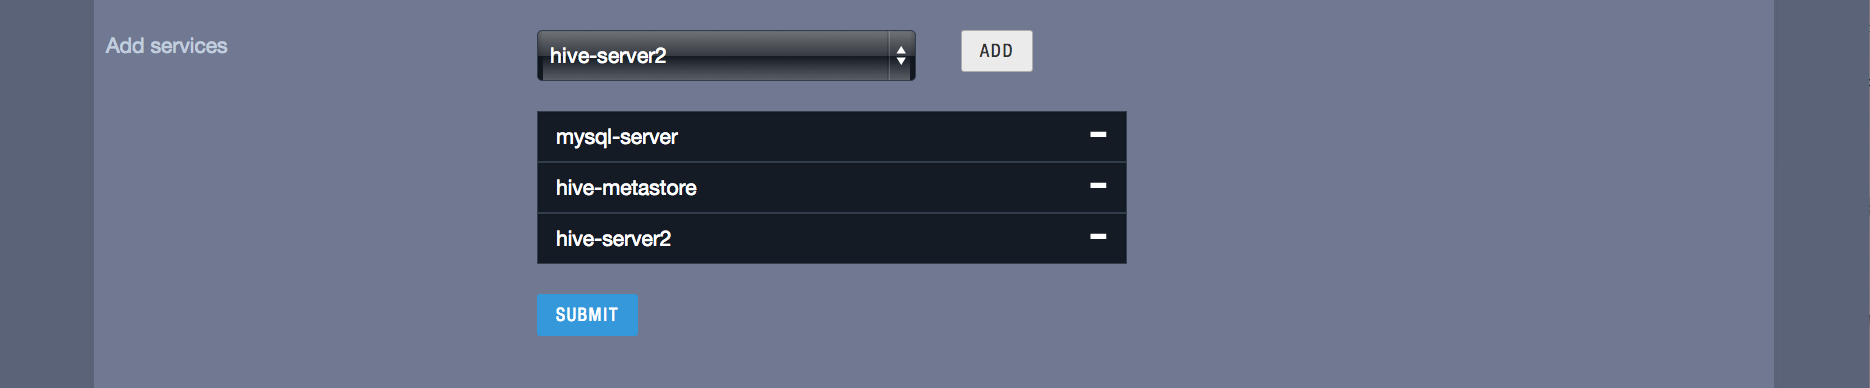 Add services
hive-server2
ADD
mysql-server
hive-metastore
hive-server2
SUBMIT